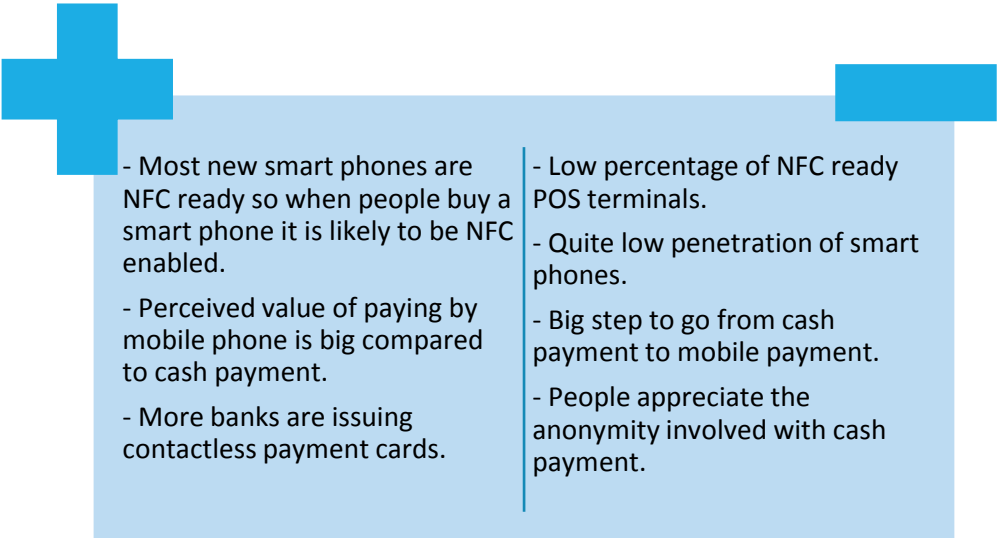 - Most new smart phones are
NFC ready so when people buy a
smart phone it is likely to be NFC
enabled.
- Perceived value of paying by
mobile phone is big compared
to cash payment.
- More banks are issuing
contactless payment cards.
- Low percentage of NFC ready
POS terminals.
- Quite low penetration of smart
phones.
- Big step to go from cash
payment to mobile payment.
- People appreciate the
anonymity involved with cash
payment.